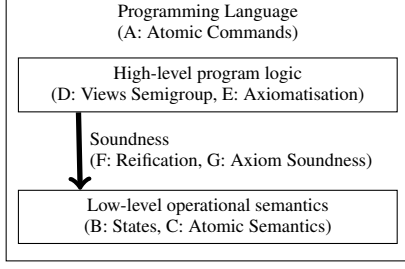 Programming Language
(A: Atomic Commands)
High-level program logic
(D: Views Semigroup, E: Axiomatisation)
Soundness
(F: Reification, G: Axiom Soundness)
Low-level operational semantics
(B: States, C: Atomic Semantics)